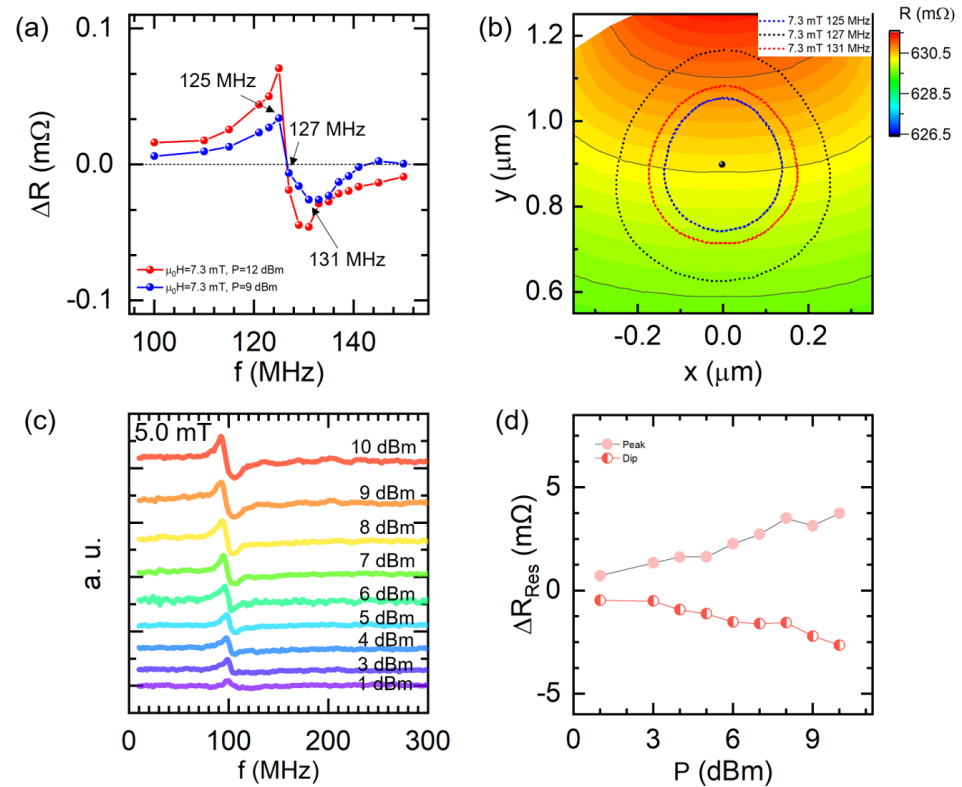 (a)
0.1
0.0
-0.1
ΔR (mΩ)
125 MHz
127 MHz
131 MHz
μ₀H=7.3 mT, P=12 dBm
μ₀H=7.3 mT, P=9 dBm
100
120
140
f (MHz)
(b)
1.2
1.0
0.8
0.6
y (μm)
7.3 mT 125 MHz
7.3 mT 127 MHz
7.3 mT 131 MHz
-0.2
0.0
0.2
x (μm)
R (mΩ)
630.5
628.5
626.5
(c)
5.0 mT
10 dBm
9 dBm
8 dBm
7 dBm
6 dBm
5 dBm
4 dBm
3 dBm
1 dBm
a. u.
0
100
200
300
f (MHz)
(d)
5
0
-5
ΔR_Res (mΩ)
Peak
Dip
0
3
6
9
P (dBm)